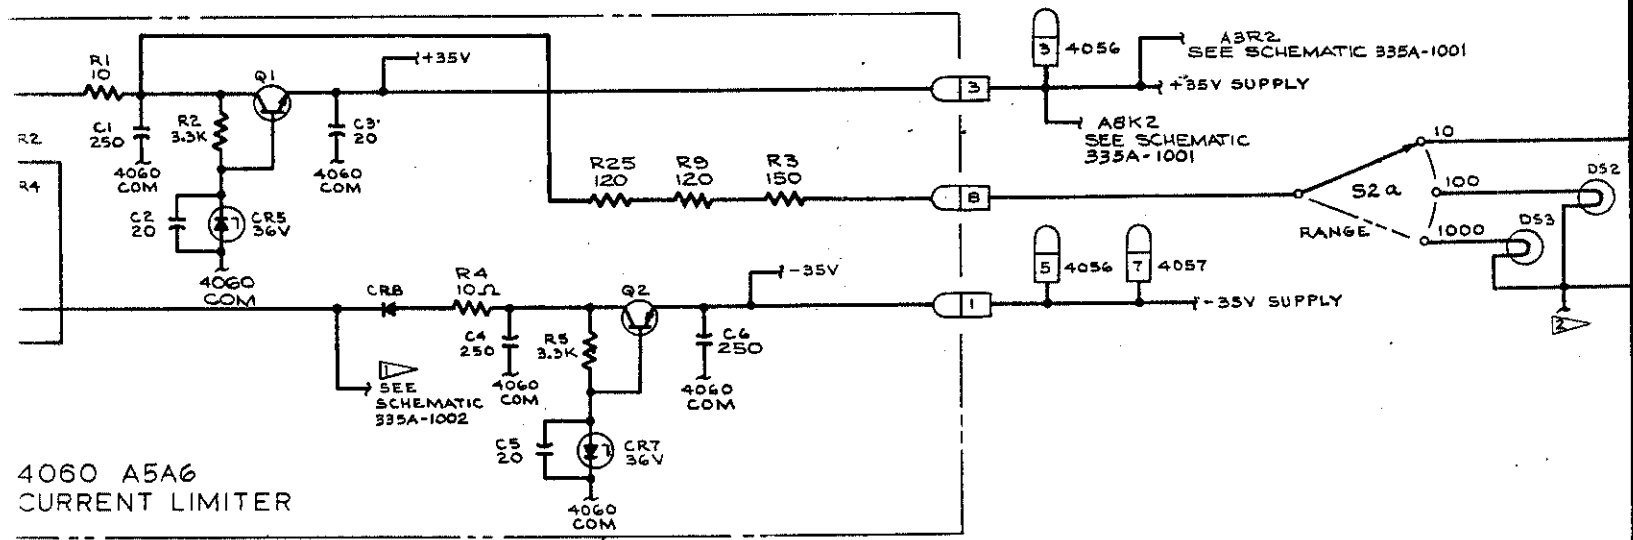 R1
10
Q1
+35V
C1
250
R2
3.3K
C3
20
4060
COM
4060
COM
R2
R4
C2
20
CR5
36V
4060
COM
R25
120
R9
120
R3
150
3
4056
A3R2
SEE SCHEMATIC 335A-1001
3
+35V SUPPLY
A8K2
SEE SCHEMATIC
335A-1001
8
10
100
1000
S2a
RANGE
DS2
DS3
2
CR8
R4
10Ω
Q2
-35V
C4
250
R5
3.3K
C6
250
4060
COM
4060
COM
1
SEE
SCHEMATIC
335A-1002
C5
20
CR7
36V
4060
COM
5
4056
7
4057
1
-35V SUPPLY
4060 A5A6
CURRENT LIMITER